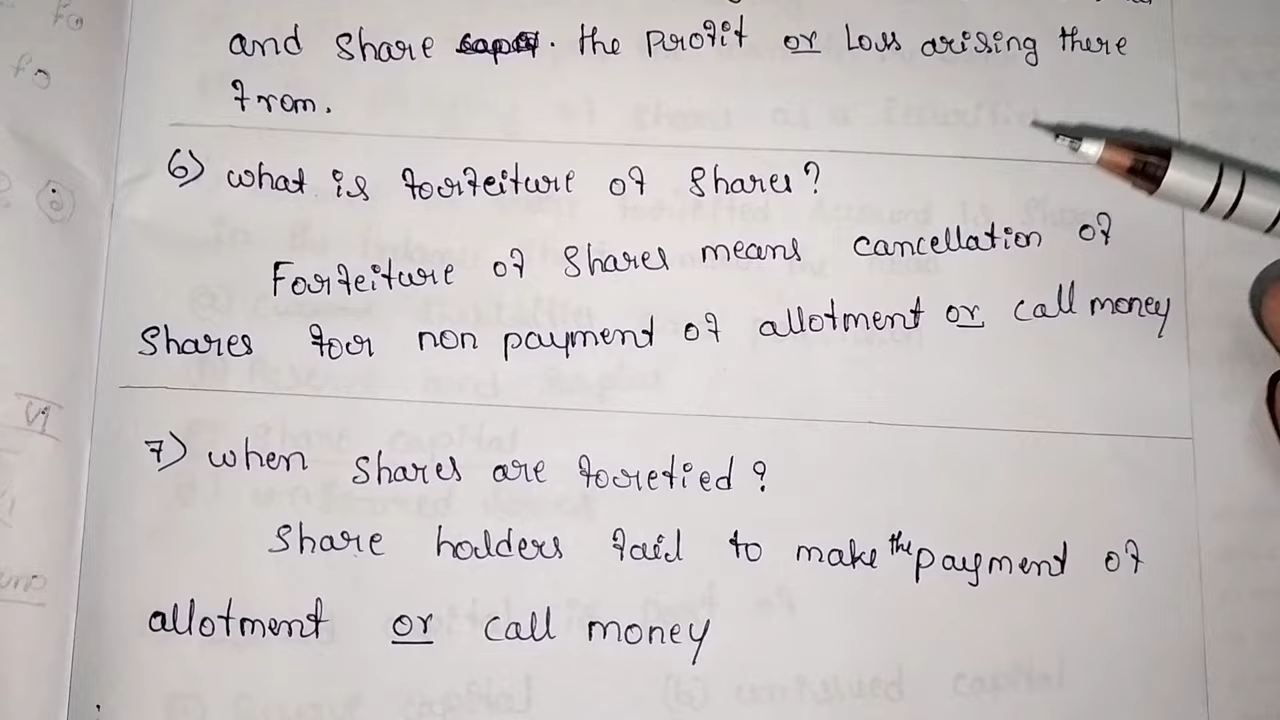 and share the profit or Loss arising there
from.
6) what is forfeiture of shares?
Forfeiture of shares means cancellation of
shares for non payment of allotment or call money
7) when shares are foretied?
Share holders faid to make the payment of
allotment or call money